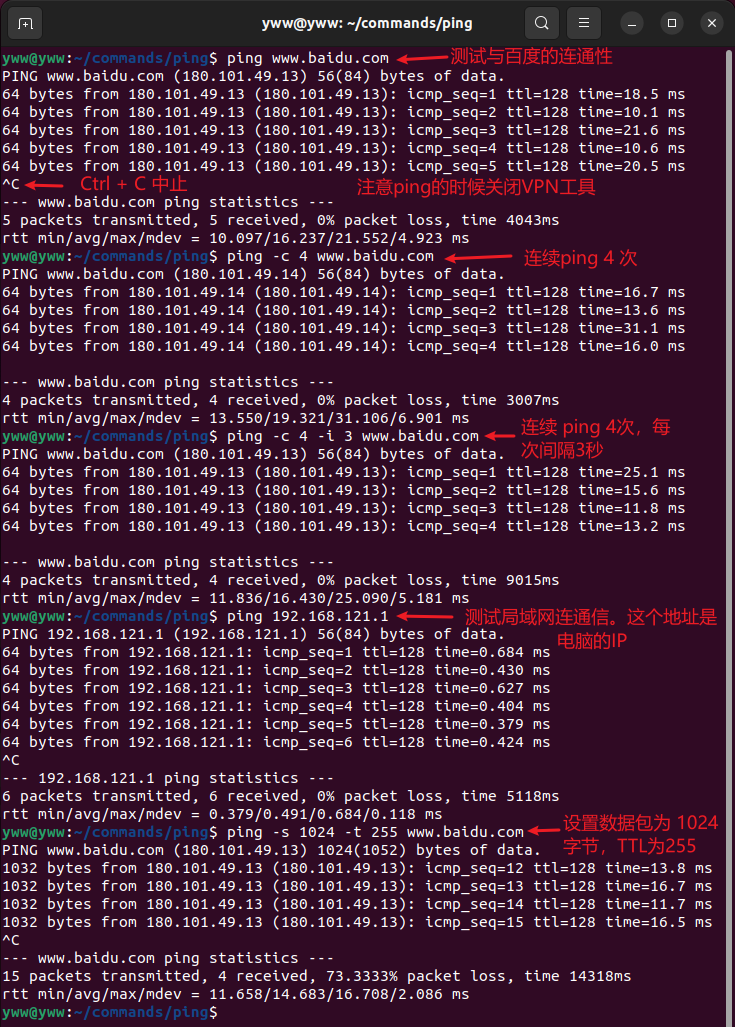 yww@yww: ~/commands/ping
yww@yww:~/commands/ping$ ping www.baidu.com 测试与百度的连通性
PING www.baidu.com (180.101.49.13) 56(84) bytes of data.
64 bytes from 180.101.49.13 (180.101.49.13): icmp_seq=1 ttl=128 time=18.5 ms
64 bytes from 180.101.49.13 (180.101.49.13): icmp_seq=2 ttl=128 time=10.1 ms
64 bytes from 180.101.49.13 (180.101.49.13): icmp_seq=3 ttl=128 time=21.6 ms
64 bytes from 180.101.49.13 (180.101.49.13): icmp_seq=4 ttl=128 time=10.6 ms
64 bytes from 180.101.49.13 (180.101.49.13): icmp_seq=5 ttl=128 time=20.5 ms
^C Ctrl + C 中止 注意ping的时候关闭VPN工具
--- www.baidu.com ping statistics ---
5 packets transmitted, 5 received, 0% packet loss, time 4043ms
rtt min/avg/max/mdev = 10.097/16.237/21.552/4.923 ms
yww@yww:~/commands/ping$ ping -c 4 www.baidu.com 连续ping 4 次
PING www.baidu.com (180.101.49.14) 56(84) bytes of data.
64 bytes from 180.101.49.14 (180.101.49.14): icmp_seq=1 ttl=128 time=16.7 ms
64 bytes from 180.101.49.14 (180.101.49.14): icmp_seq=2 ttl=128 time=13.6 ms
64 bytes from 180.101.49.14 (180.101.49.14): icmp_seq=3 ttl=128 time=31.1 ms
64 bytes from 180.101.49.14 (180.101.49.14): icmp_seq=4 ttl=128 time=16.0 ms
--- www.baidu.com ping statistics ---
4 packets transmitted, 4 received, 0% packet loss, time 3007ms
rtt min/avg/max/mdev = 13.550/19.321/31.106/6.901 ms
yww@yww:~/commands/ping$ ping -c 4 -i 3 www.baidu.com 连续 ping 4次，每
次间隔3秒
PING www.baidu.com (180.101.49.13) 56(84) bytes of data.
64 bytes from 180.101.49.13 (180.101.49.13): icmp_seq=1 ttl=128 time=25.1 ms
64 bytes from 180.101.49.13 (180.101.49.13): icmp_seq=2 ttl=128 time=15.6 ms
64 bytes from 180.101.49.13 (180.101.49.13): icmp_seq=3 ttl=128 time=11.8 ms
64 bytes from 180.101.49.13 (180.101.49.13): icmp_seq=4 ttl=128 time=13.2 ms
--- www.baidu.com ping statistics ---
4 packets transmitted, 4 received, 0% packet loss, time 9015ms
rtt min/avg/max/mdev = 11.836/16.430/25.090/5.181 ms
yww@yww:~/commands/ping$ ping 192.168.121.1 测试局域网连通信。这个地址是
电脑的IP
PING 192.168.121.1 (192.168.121.1) 56(84) bytes of data.
64 bytes from 192.168.121.1: icmp_seq=1 ttl=128 time=0.684 ms
64 bytes from 192.168.121.1: icmp_seq=2 ttl=128 time=0.430 ms
64 bytes from 192.168.121.1: icmp_seq=3 ttl=128 time=0.627 ms
64 bytes from 192.168.121.1: icmp_seq=4 ttl=128 time=0.404 ms
64 bytes from 192.168.121.1: icmp_seq=5 ttl=128 time=0.379 ms
64 bytes from 192.168.121.1: icmp_seq=6 ttl=128 time=0.424 ms
^C
--- 192.168.121.1 ping statistics ---
6 packets transmitted, 6 received, 0% packet loss, time 5118ms
rtt min/avg/max/mdev = 0.379/0.491/0.684/0.118 ms
yww@yww:~/commands/ping$ ping -s 1024 -t 255 www.baidu.com 设置数据包为 1024
字节，TTL为255
PING www.baidu.com (180.101.49.13) 1024(1052) bytes of data.
1032 bytes from 180.101.49.13 (180.101.49.13): icmp_seq=12 ttl=128 time=13.8 ms
1032 bytes from 180.101.49.13 (180.101.49.13): icmp_seq=13 ttl=128 time=16.7 ms
1032 bytes from 180.101.49.13 (180.101.49.13): icmp_seq=14 ttl=128 time=11.7 ms
1032 bytes from 180.101.49.13 (180.101.49.13): icmp_seq=15 ttl=128 time=16.5 ms
^C
--- www.baidu.com ping statistics ---
15 packets transmitted, 4 received, 73.3333% packet loss, time 14318ms
rtt min/avg/max/mdev = 11.658/14.683/16.708/2.086 ms
yww@yww:~/commands/ping$